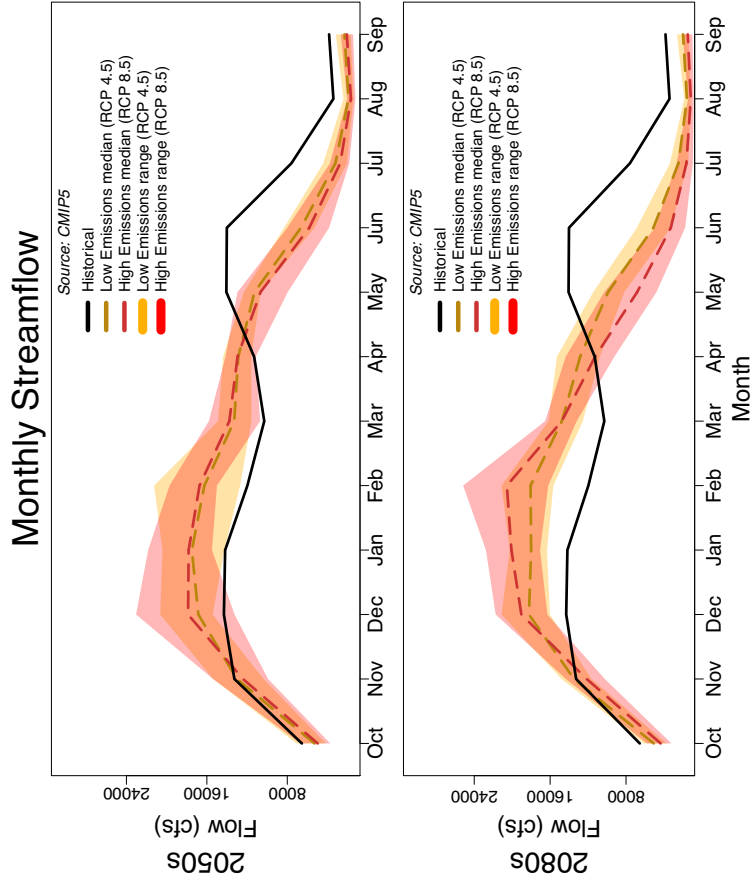 Monthly Streamflow
2050s
Flow (cfs)
8000
16000
24000
Source: CMIP5
Historical
Low Emissions median (RCP 4.5)
High Emissions median (RCP 8.5)
Low Emissions range (RCP 4.5)
High Emissions range (RCP 8.5)
Oct Nov Dec Jan Feb Mar Apr May Jun Jul Aug Sep
2080s
Flow (cfs)
8000
16000
24000
Source: CMIP5
Historical
Low Emissions median (RCP 4.5)
High Emissions median (RCP 8.5)
Low Emissions range (RCP 4.5)
High Emissions range (RCP 8.5)
Oct Nov Dec Jan Feb Mar Apr May Jun Jul Aug Sep
Month